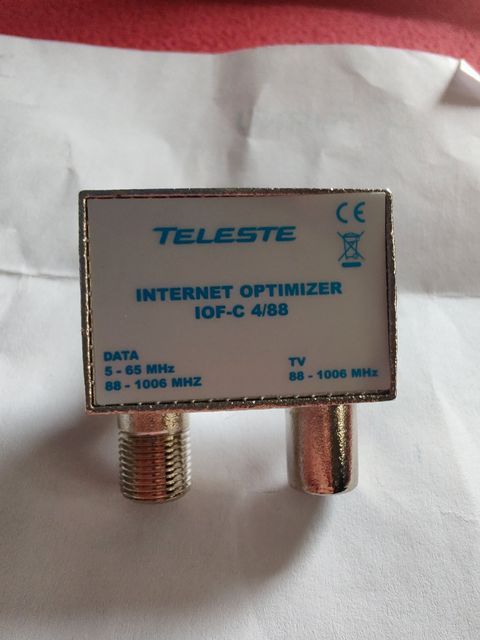 CE
TELESTE
INTERNET OPTIMIZER
IOF-C 4/88
DATA
5 - 65 MHz
88 - 1006 MHZ
TV
88 - 1006 MHz